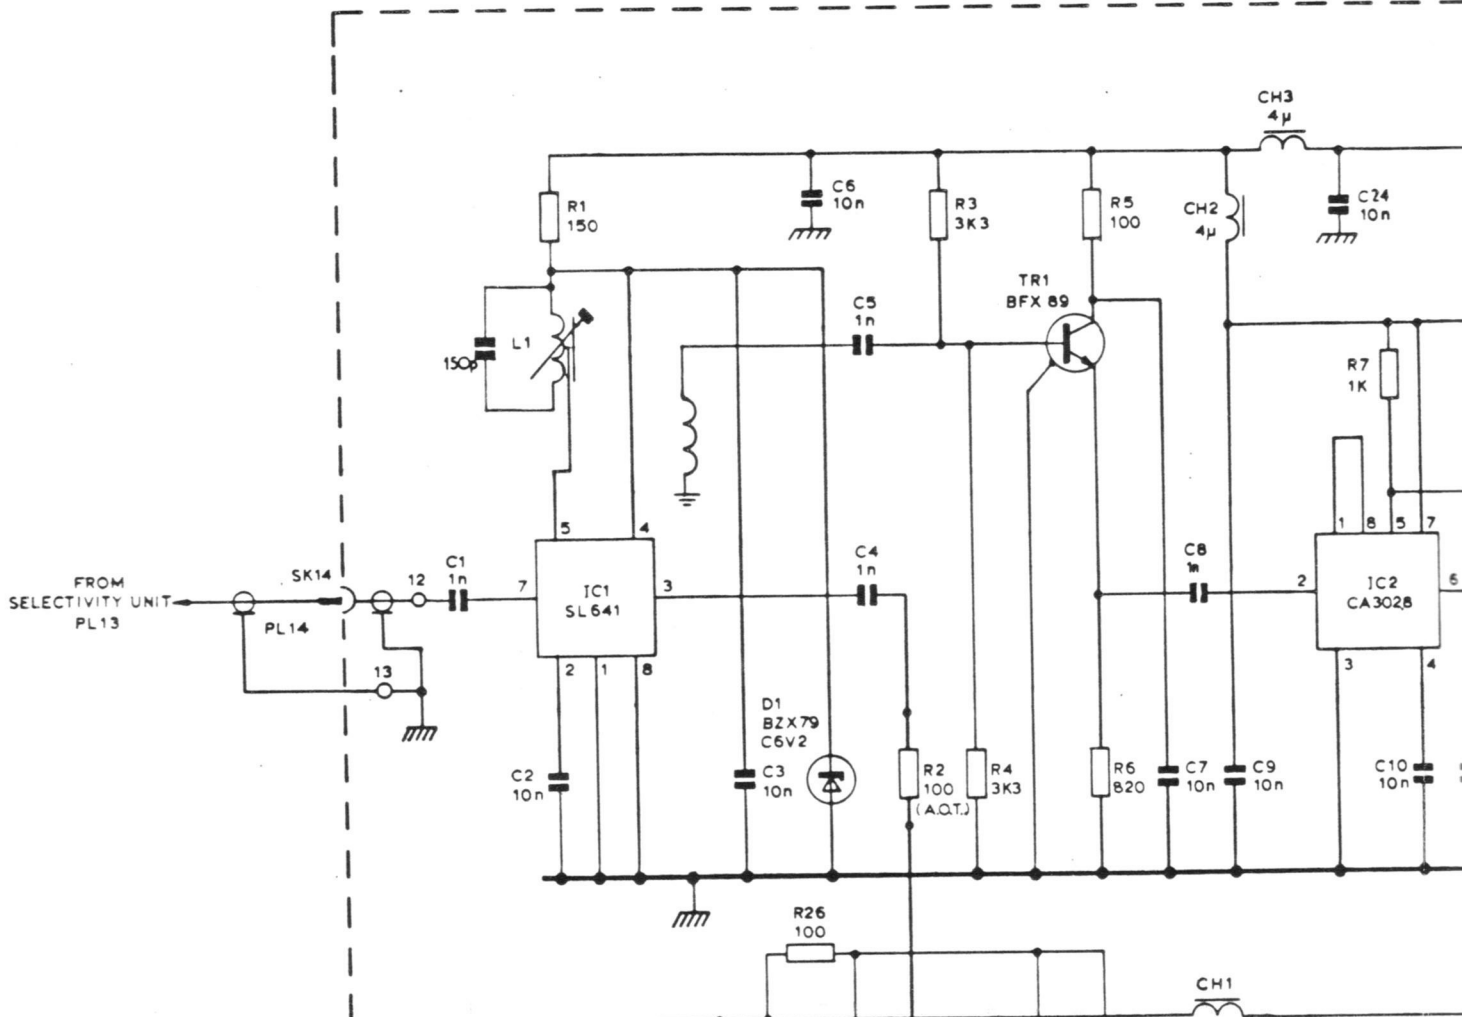 CH3
4µ
C6
10n
R1
150
R3
3K3
R5
100
CH2
4µ
C24
10n
TR1
BFX 89
C5
1n
L1
150p
R7
1K
5
4
1
8
5
7
FROM
SELECTIVITY UNIT
PL13
SK14
PL14
12
13
C1
1n
7
IC1
SL641
3
C4
1n
C8
1n
2
IC2
CA3028
6
2
1
8
3
4
D1
BZX79
C6V2
C2
10n
C3
10n
R2
100
(A.O.T.)
R4
3K3
R6
820
C7
10n
C9
10n
C10
10n
R26
100
CH1